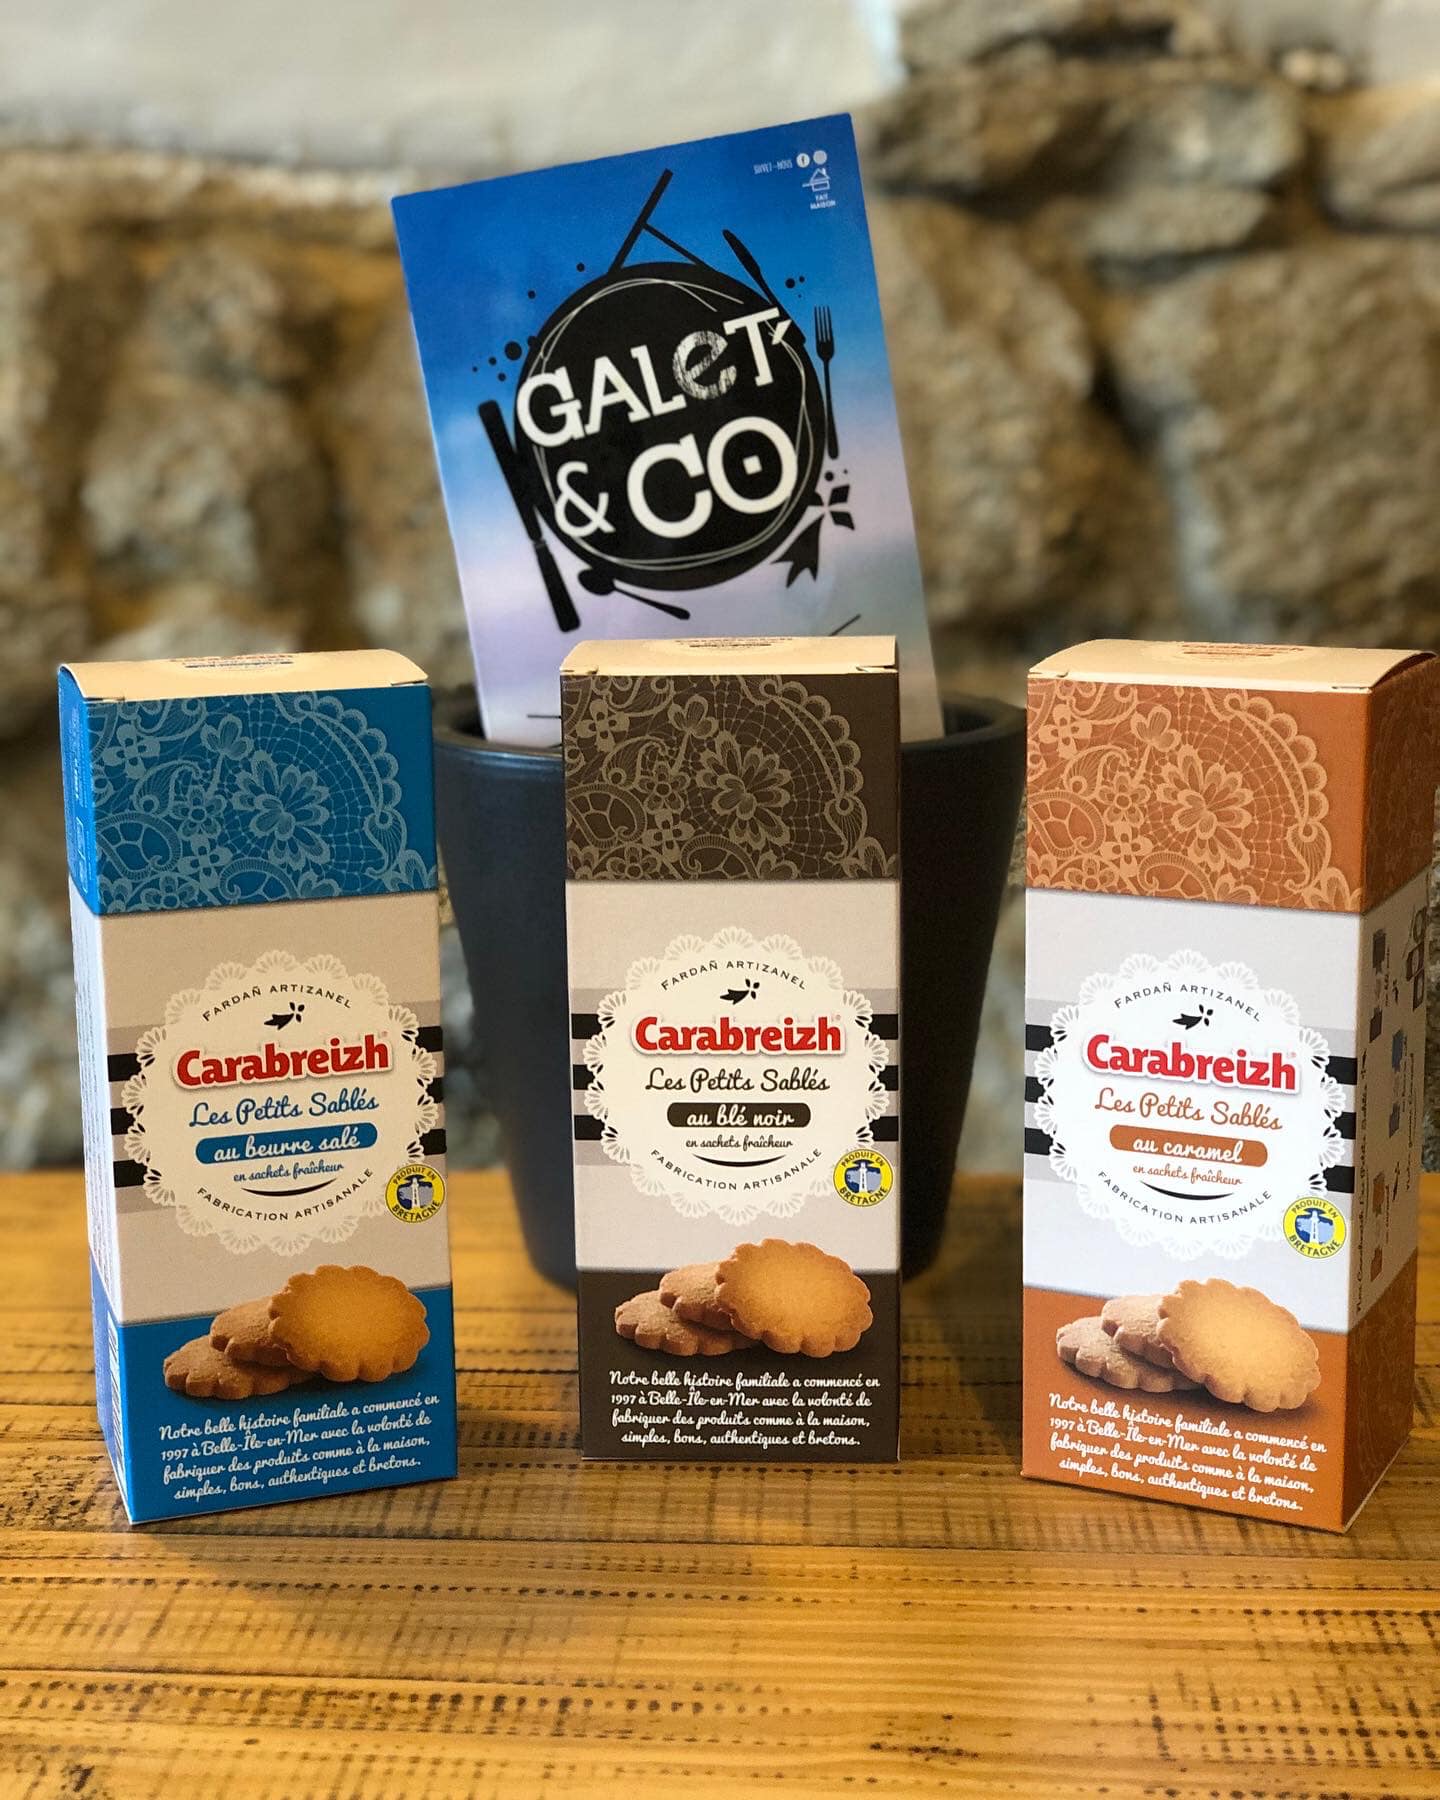 SUIVEZ-NOUS
FAIT
MAISON
GALET'
& CO
FARDAÑ ARTIZANEL
Carabreizh
Les Petits Sablés
au beurre salé
en sachets fraîcheur
FABRICATION ARTISANALE
PRODUIT EN
BRETAGNE
Notre belle histoire familiale a commencé en
1997 à Belle-Île-en-Mer avec la volonté de
fabriquer des produits comme à la maison,
simples, bons, authentiques et bretons.
FARDAÑ ARTIZANEL
Carabreizh
Les Petits Sablés
au blé noir
en sachets fraîcheur
FABRICATION ARTISANALE
PRODUIT EN
BRETAGNE
Notre belle histoire familiale a commencé en
1997 à Belle-Île-en-Mer avec la volonté de
fabriquer des produits comme à la maison,
simples, bons, authentiques et bretons.
FARDAÑ ARTIZANEL
Carabreizh
Les Petits Sablés
au caramel
en sachets fraîcheur
FABRICATION ARTISANALE
PRODUIT EN
BRETAGNE
Notre belle histoire familiale a commencé en
1997 à Belle-Île-en-Mer avec la volonté de
fabriquer des produits comme à la maison,
simples, bons, authentiques et bretons.